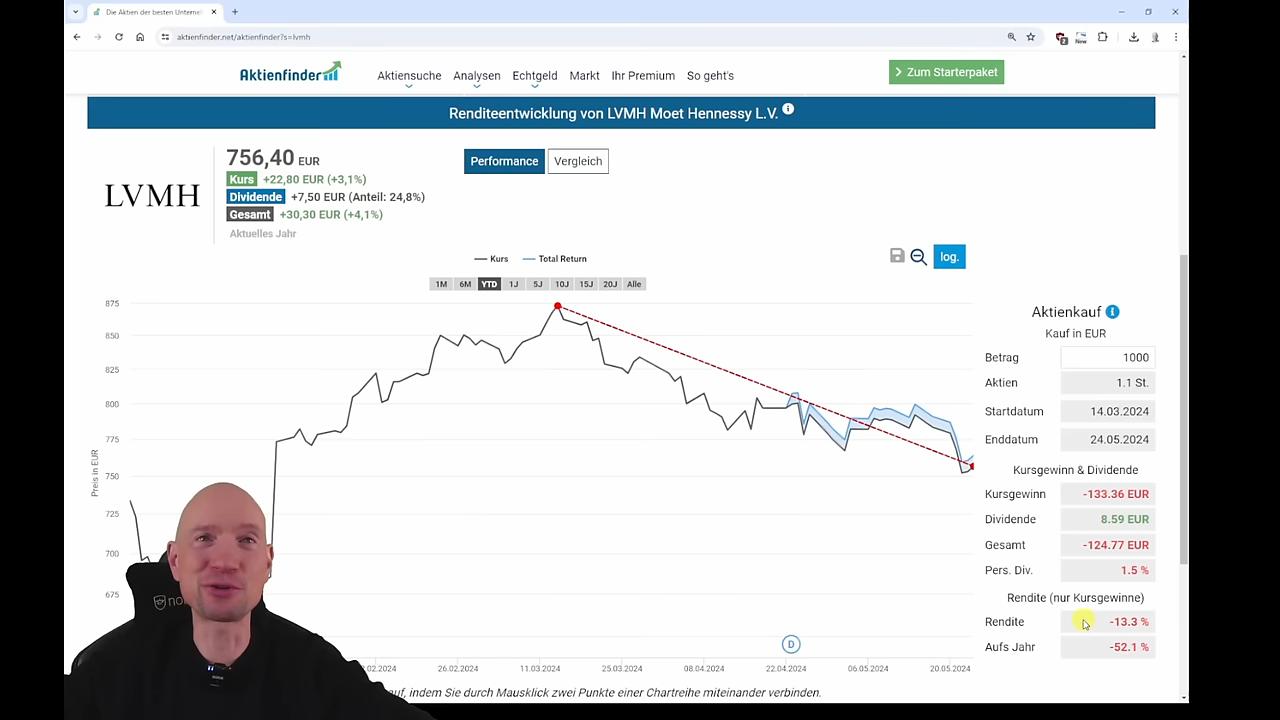 Die Aktien der besten Unterne
aktienfinder.net/aktienfinder?s=lvmh
2
New
Aktienfinder
Aktiensuche
Analysen
Echtgeld
Markt
Ihr Premium
So geht's
Zum Starterpaket
Renditeentwicklung von LVMH Moet Hennessy L.V.
LVMH
756,40 EUR
Kurs +22,80 EUR (+3,1%)
Dividende +7,50 EUR (Anteil: 24,8%)
Gesamt +30,30 EUR (+4,1%)
Aktuelles Jahr
Performance
Vergleich
Kurs
Total Return
log.
1M 6M YTD 1J 5J 10J 15J 20J Alle
875
850
825
800
775
750
725
700
675
Preis in EUR
D
.02.2024
26.02.2024
11.03.2024
25.03.2024
08.04.2024
22.04.2024
06.05.2024
20.05.2024
auf, indem Sie durch Mausklick zwei Punkte einer Chartreihe miteinander verbinden.
Aktienkauf
Kauf in EUR
Betrag 1000
Aktien 1.1 St.
Startdatum 14.03.2024
Enddatum 24.05.2024
Kursgewinn & Dividende
Kursgewinn -133.36 EUR
Dividende 8.59 EUR
Gesamt -124.77 EUR
Pers. Div. 1.5 %
Rendite (nur Kursgewinne)
Rendite -13.3 %
Aufs Jahr -52.1 %